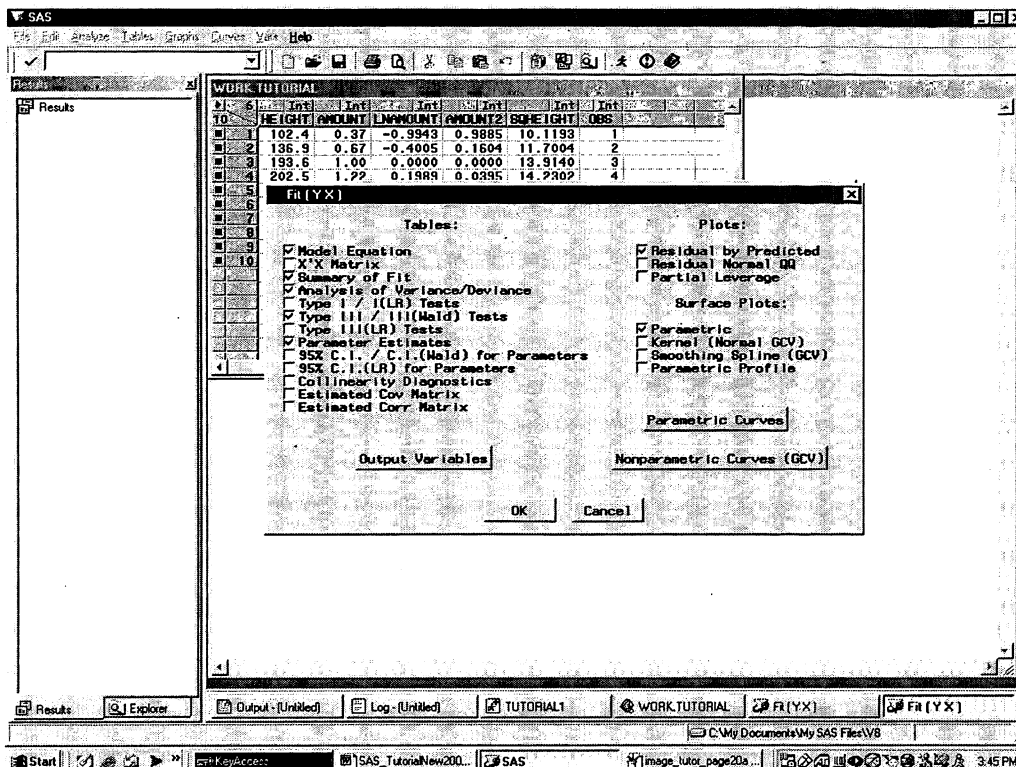 SAS
File Edit Analyze Tables Graphs Curves Vars Help
Results
Results
WORK.TUTORIAL
6 Int Int Int Int Int Int
10 HEIGHT AMOUNT LNAMOUNT AMOUNT2 SQHEIGHT OBS
1 102.4 0.37 -0.9943 0.9885 10.1193 1
2 136.9 0.67 -0.4005 0.1604 11.7004 2
3 193.6 1.00 0.0000 0.0000 13.9140 3
4 202.5 1.22 0.1989 0.0395 14.2302 4
5
6
7
8
9
10
Fit ( Y X )
Tables:
Model Equation
X'X Matrix
Summary of Fit
Analysis of Variance/Deviance
Type I / I(LR) Tests
Type III / III(Wald) Tests
Type III(LR) Tests
Parameter Estimates
95% C.I. / C.I.(Wald) for Parameters
95% C.I.(LR) for Parameters
Collinearity Diagnostics
Estimated Cov Matrix
Estimated Corr Matrix
Output Variables
Plots:
Residual by Predicted
Residual Normal QQ
Partial Leverage
Surface Plots:
Parametric
Kernel (Normal GCV)
Smoothing Spline (GCV)
Parametric Profile
Parametric Curves
Nonparametric Curves (GCV)
OK Cancel
Results Explorer Output - (Untitled) Log - (Untitled) TUTORIAL1 WORK.TUTORIAL Fit ( Y X ) Fit ( Y X )
C:\My Documents\My SAS Files\V8
Start KeyAccess SAS_TutorialNew200... SAS image_tutor_page20a... 3:45 PM